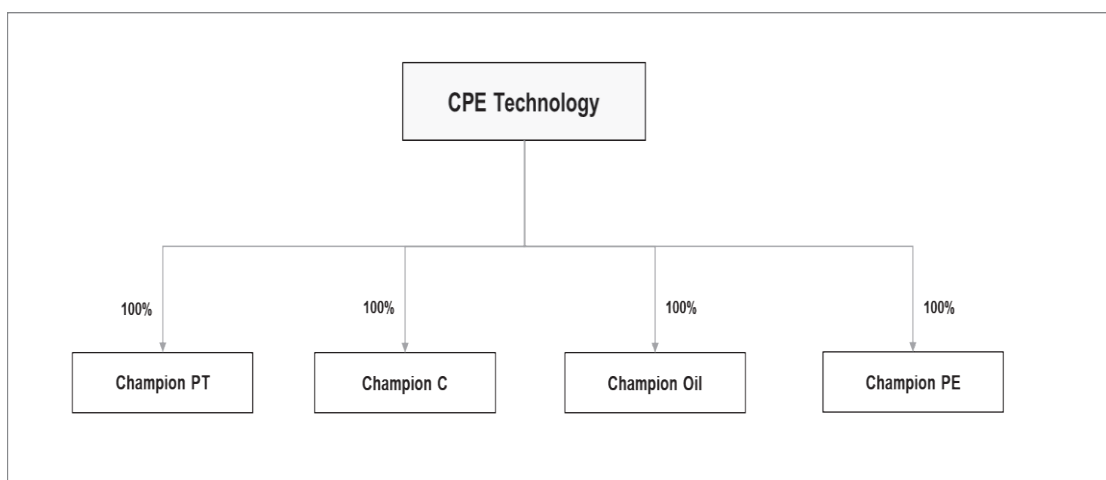 CPE Technology
100%
100%
100%
100%
Champion PT
Champion C
Champion Oil
Champion PE